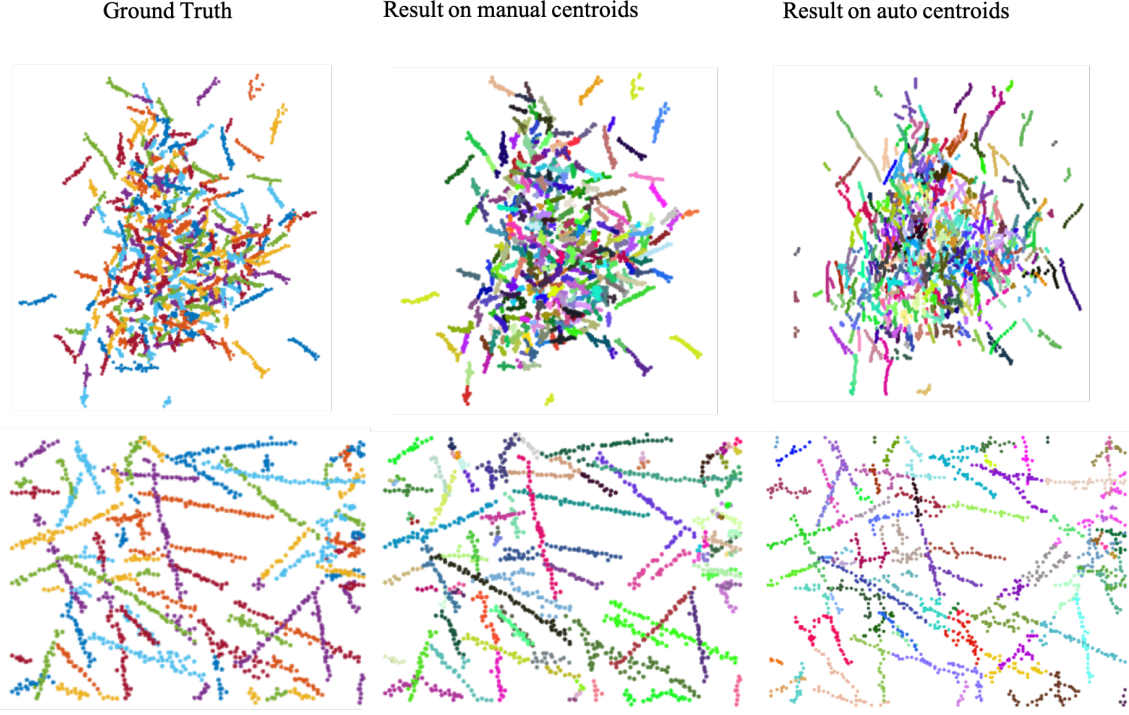 Ground Truth
Result on manual centroids
Result on auto centroids